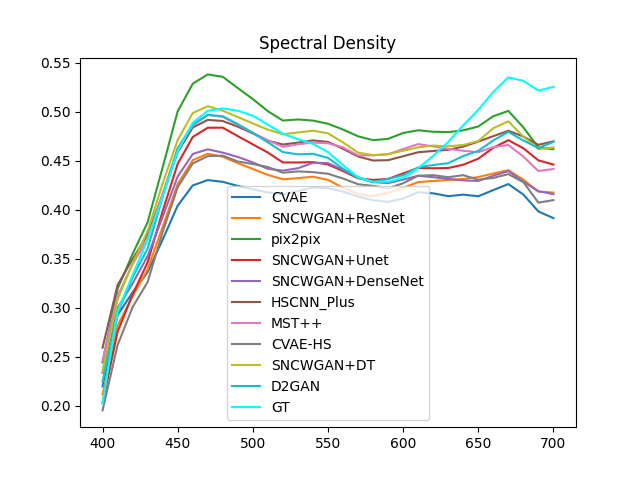 Spectral Density
0.55
0.50
0.45
0.40
0.35
0.30
0.25
0.20
CVAE
SNCWGAN+ResNet
pix2pix
SNCWGAN+Unet
SNCWGAN+DenseNet
HSCNN_Plus
MST++
CVAE-HS
SNCWGAN+DT
D2GAN
GT
400 450 500 550 600 650 700